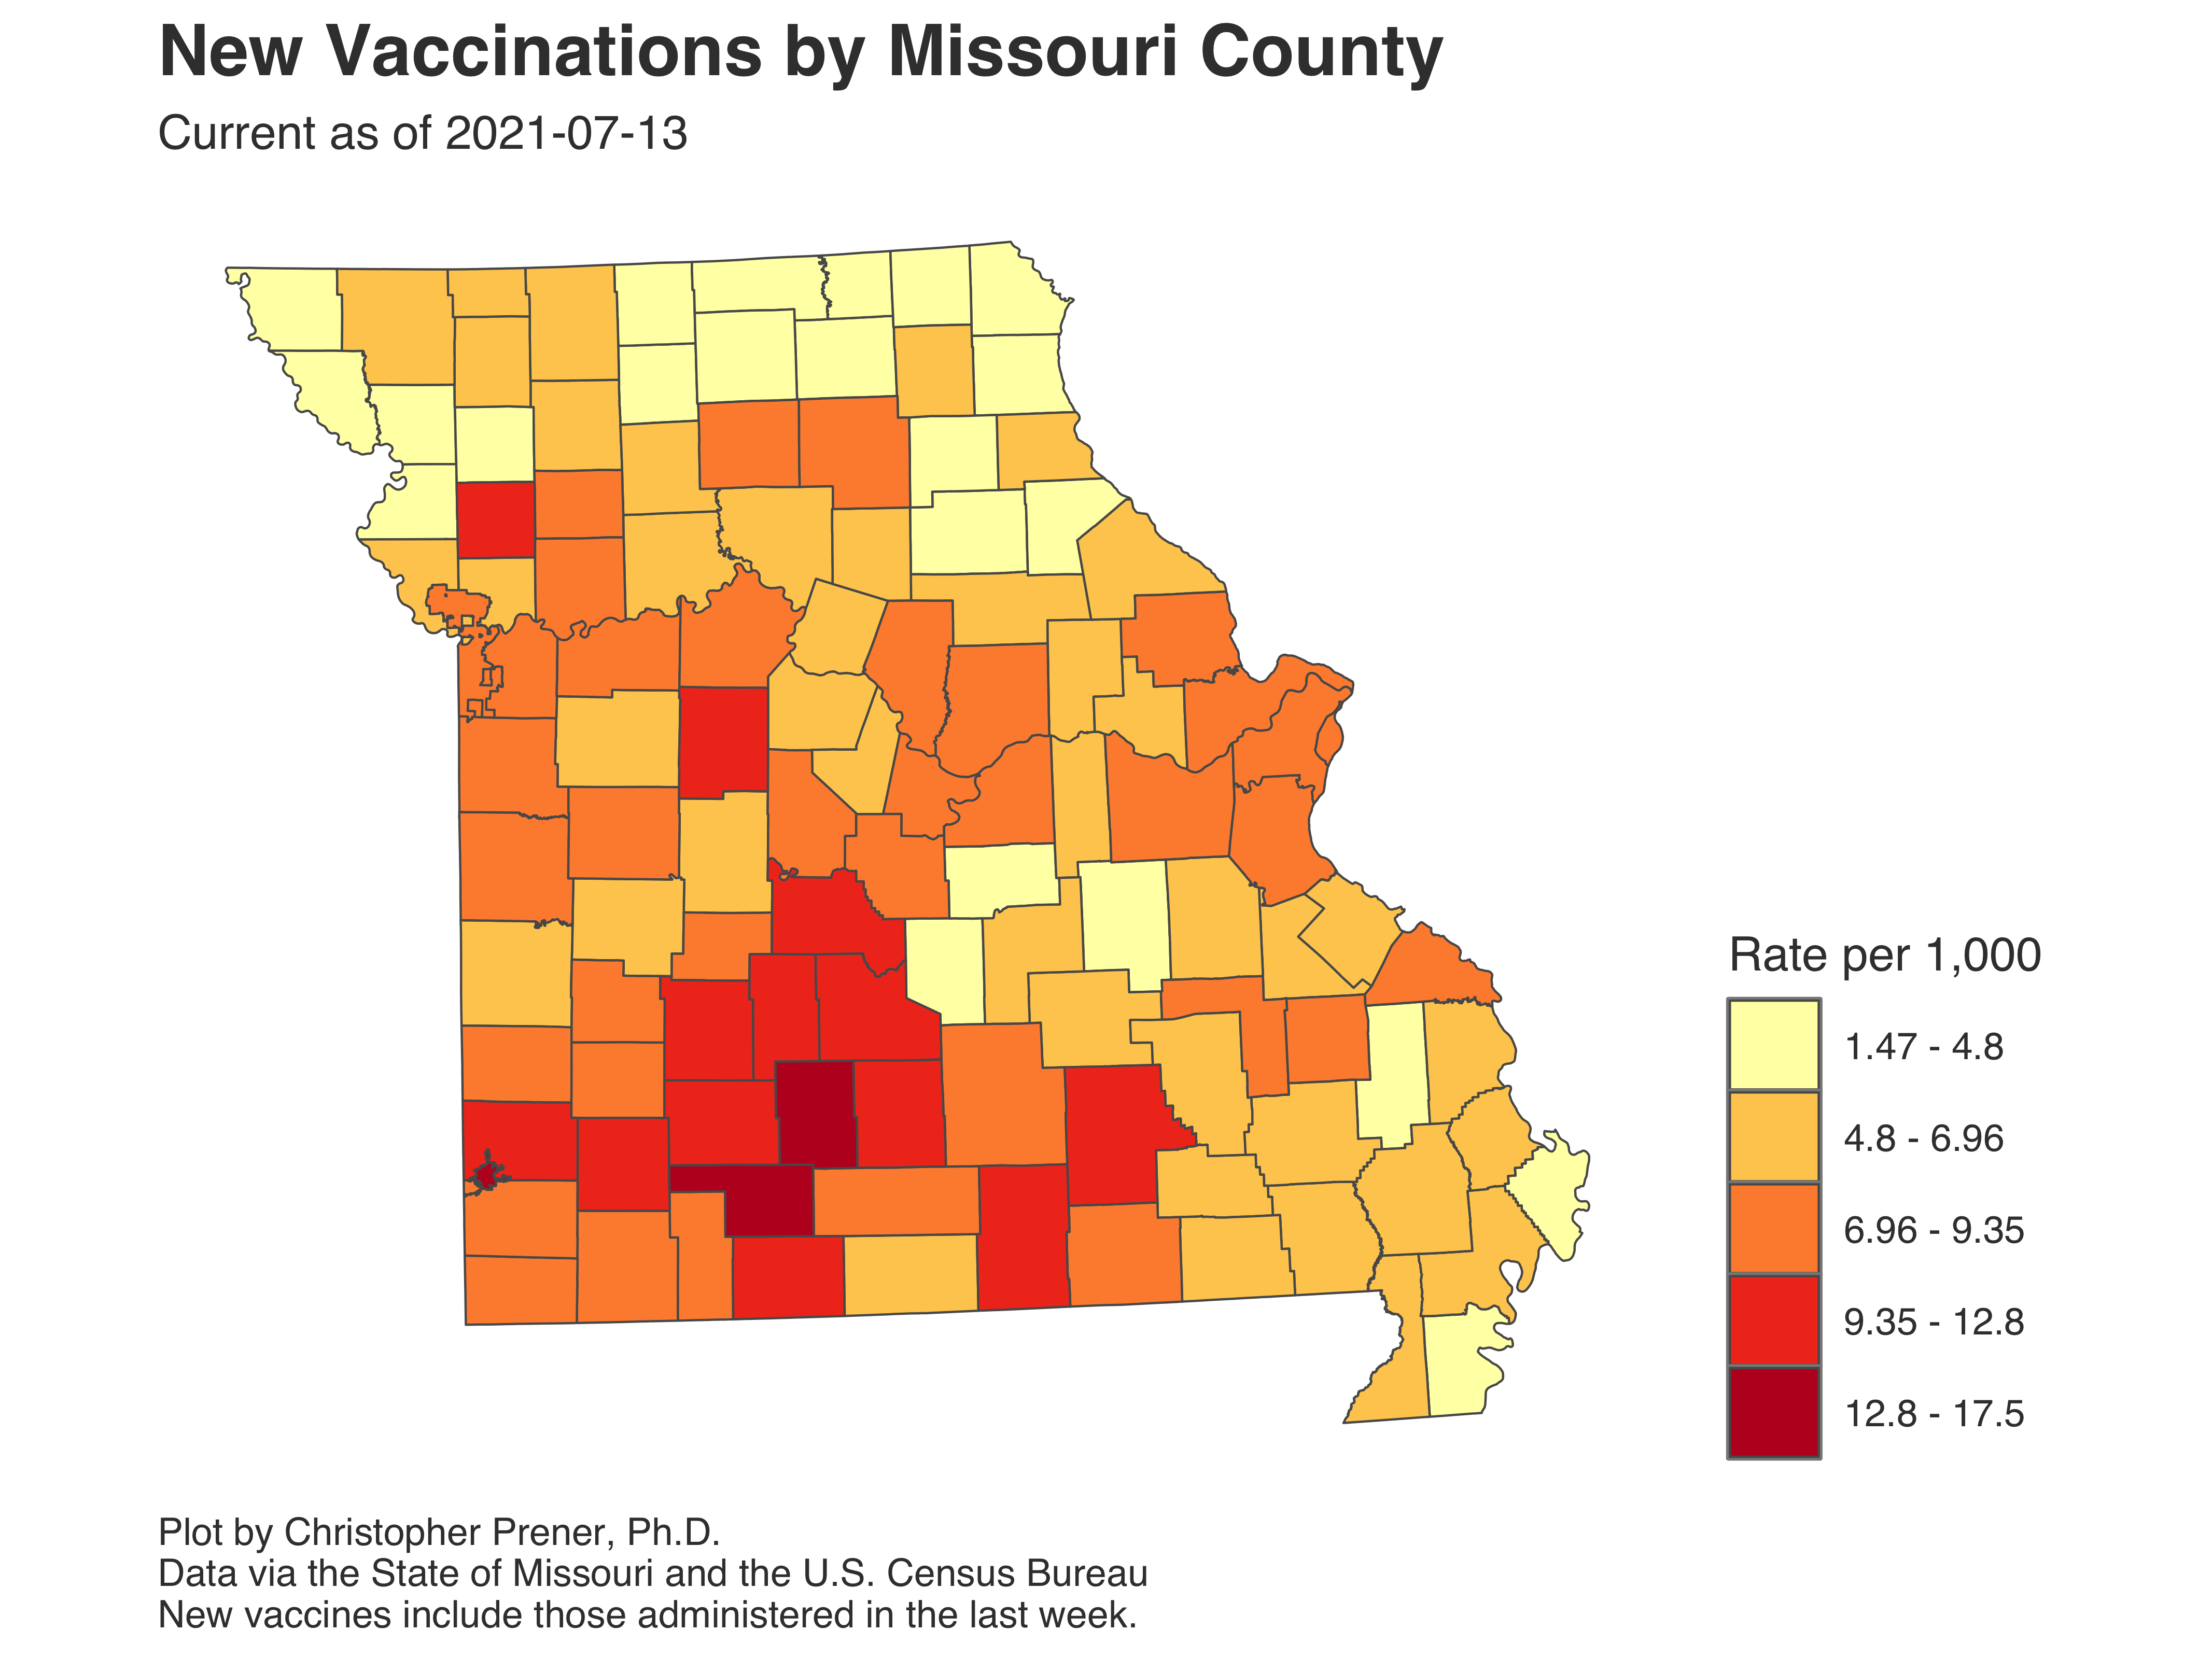 New Vaccinations by Missouri County
Current as of 2021-07-13
Rate per 1,000
1.47 - 4.8
4.8 - 6.96
6.96 - 9.35
9.35 - 12.8
12.8 - 17.5
Plot by Christopher Prener, Ph.D.
Data via the State of Missouri and the U.S. Census Bureau
New vaccines include those administered in the last week.